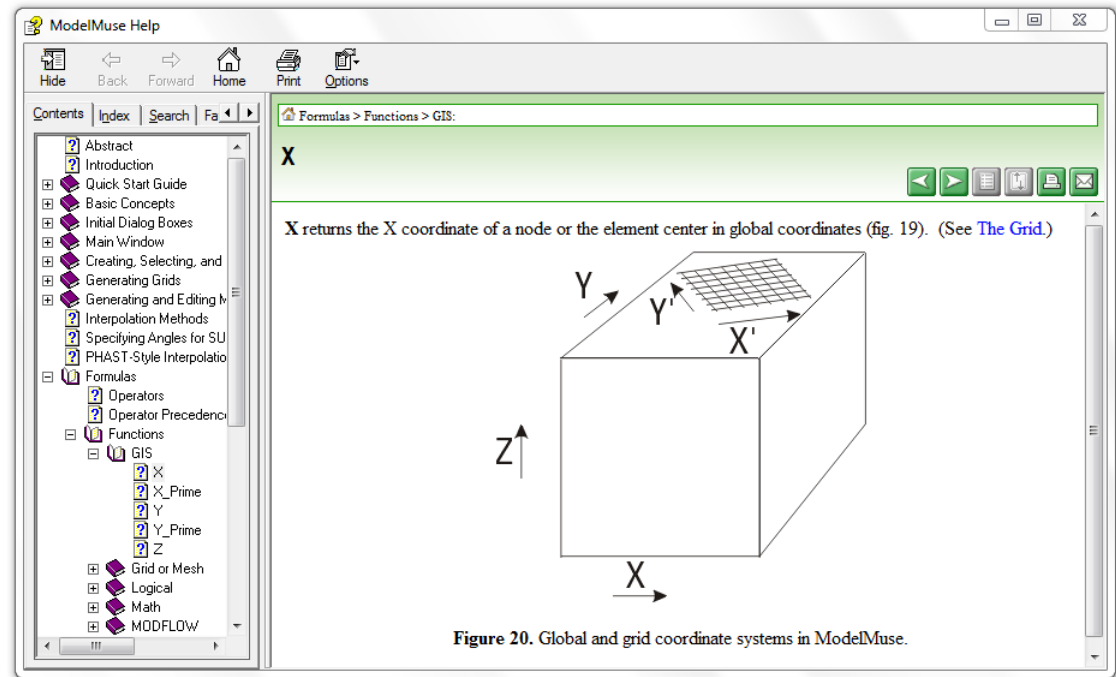 ModelMuse Help
Hide Back Forward Home Print Options
Contents Index Search Fa
Abstract
Introduction
Quick Start Guide
Basic Concepts
Initial Dialog Boxes
Main Window
Creating, Selecting, and
Generating Grids
Generating and Editing M
Interpolation Methods
Specifying Angles for SU
PHAST-Style Interpolatio
Formulas
Operators
Operator Precedenc
Functions
GIS
X
X_Prime
Y
Y_Prime
Z
Grid or Mesh
Logical
Math
MODFLOW
Formulas > Functions > GIS:
X
X returns the X coordinate of a node or the element center in global coordinates (fig. 19). (See The Grid.)
Y
Y'
X'
Z
X
Figure 20. Global and grid coordinate systems in ModelMuse.